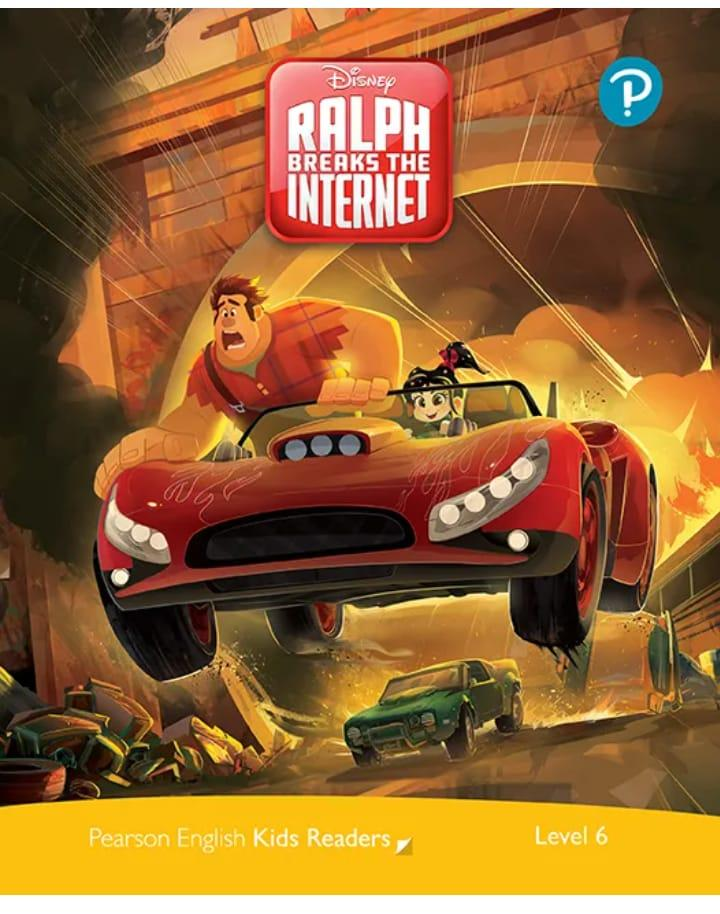 Disney
RALPH
BREAKS THE
INTERNET
Pearson English Kids Readers
Level 6